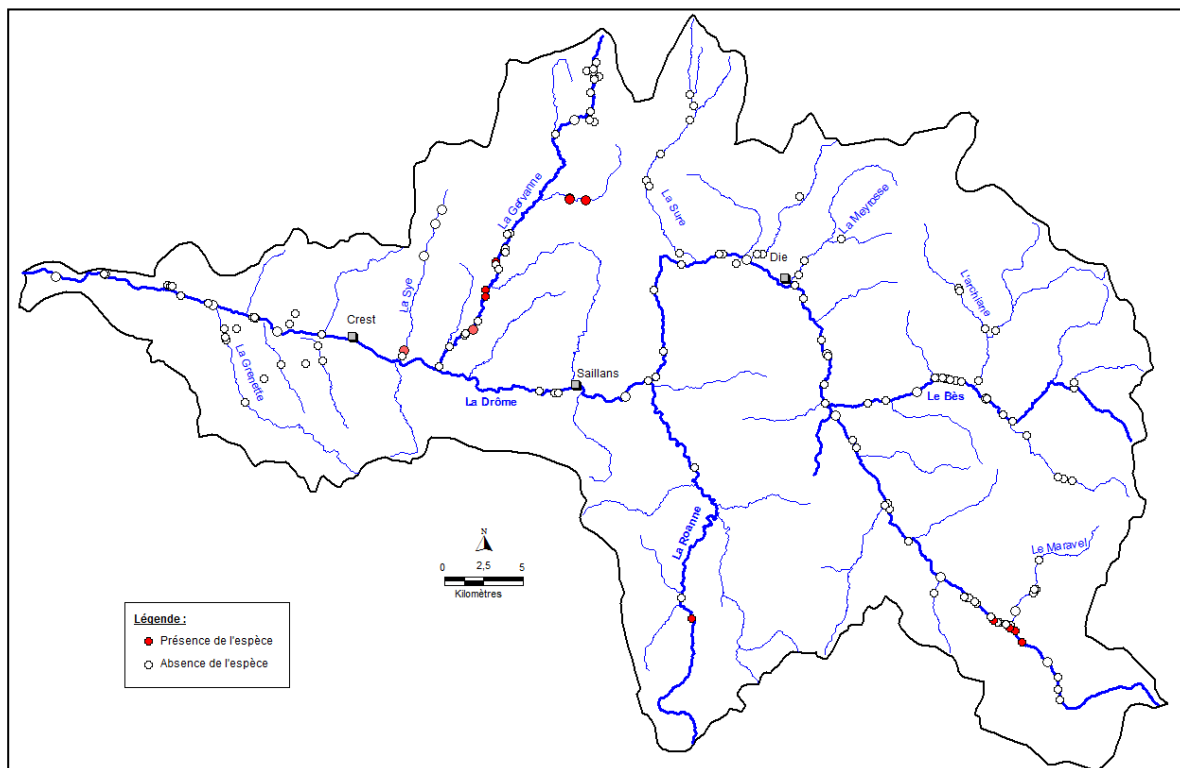 La Gervanne
La Sure
La Meyrosse
Die
L'archiane
La Sye
Crest
La Grenette
Saillans
La Drôme
Le Bès
La Roanne
Le Maravel
N
0 2,5 5
Kilomètres
Légende :
Présence de l'espèce
Absence de l'espèce